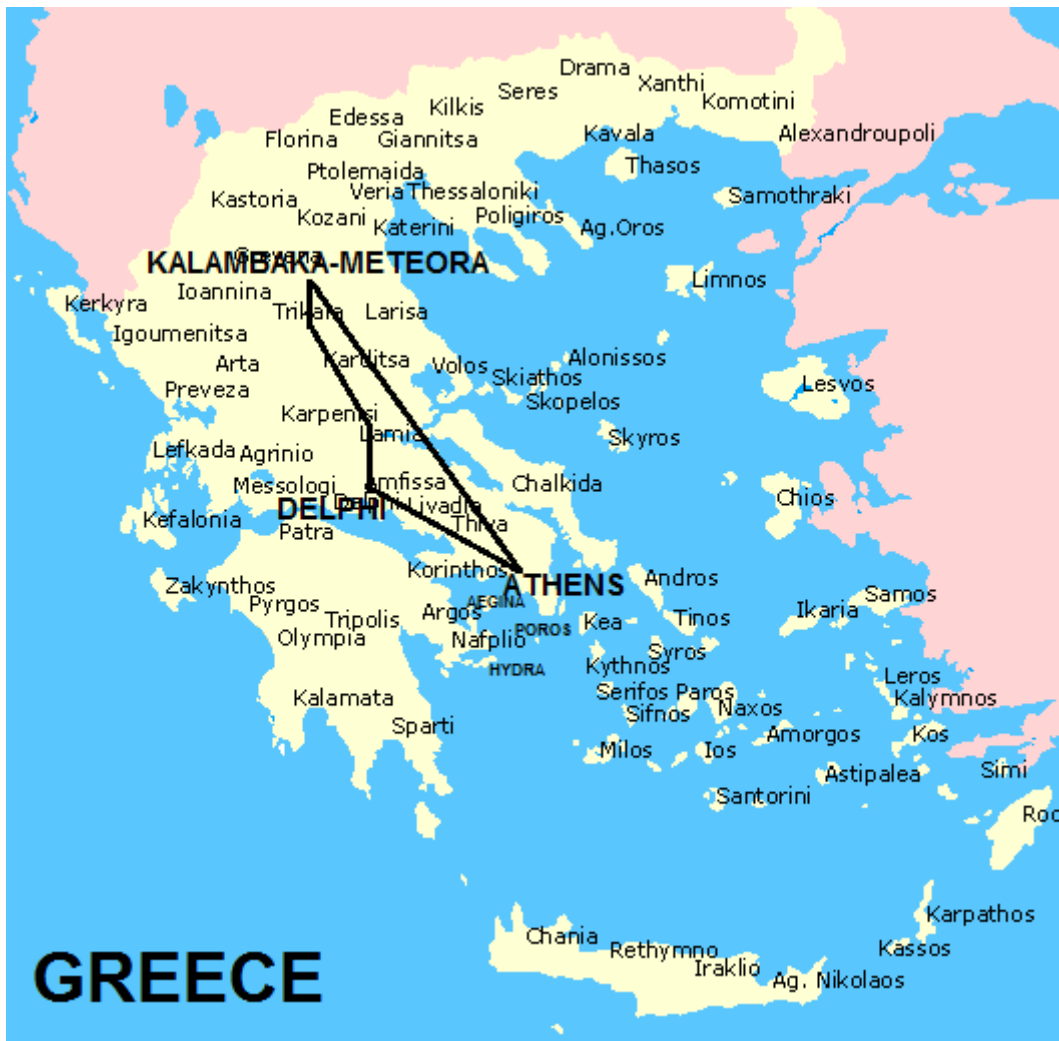 Drama
Xanthi
Seres
Kilkis
Komotini
Edessa
Florina
Giannitsa
Kavala
Alexandroupoli
Ptolemaida
Thasos
Kastoria
Veria
Thessaloniki
Samothraki
Kozani
Katerini
Poligiros
Ag.Oros
KALAMBAKA-METEORA
Limnos
Kerkyra
Ioannina
Trikala
Larisa
Igoumenitsa
Arta
Karditsa
Volos
Alonissos
Skiathos
Preveza
Skopelos
Lesvos
Karpenisi
Lamia
Skyros
Lefkada
Agrinio
Messologi
Chalkida
Chios
DELPHI
Livadia
Kefalonia
Patra
Thiva
Korinthos
ATHENS
Zakynthos
Pyrgos
AEGINA
Andros
Samos
Tripolis
Argos
POROS
Kea
Tinos
Ikaria
Olympia
Nafplio
HYDRA
Kythnos
Syros
Leros
Kalamata
Serifos
Paros
Kalymnos
Sifnos
Naxos
Sparti
Milos
Ios
Amorgos
Kos
Astipalea
Simi
Santorini
Roo
Karpathos
Chania
Rethymno
Iraklio
Kassos
Ag. Nikolaos
GREECE